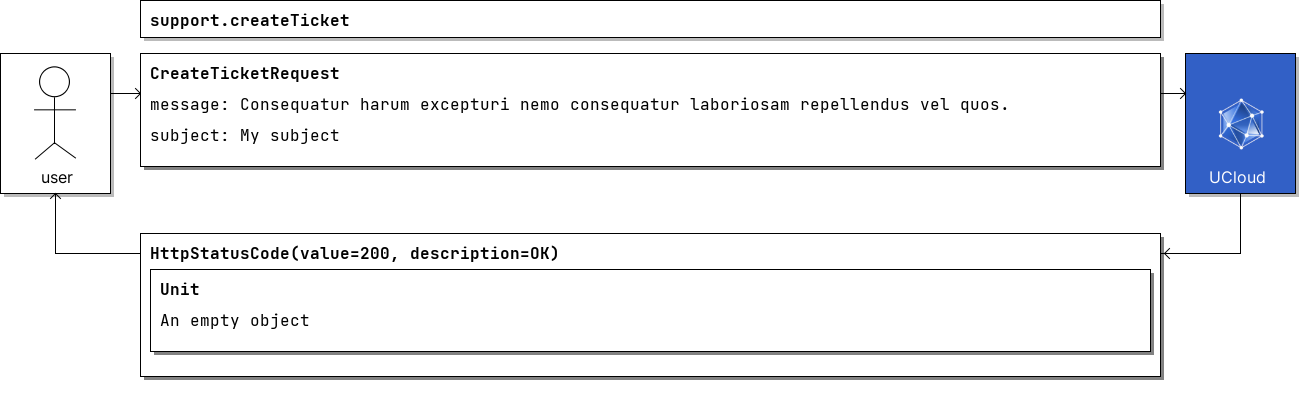 support.createTicket
CreateTicketRequest
message: Consequatur harum excepturi nemo consequatur laboriosam repellendus vel quos.
subject: My subject
user
UCloud
HttpStatusCode(value=200, description=OK)
Unit
An empty object